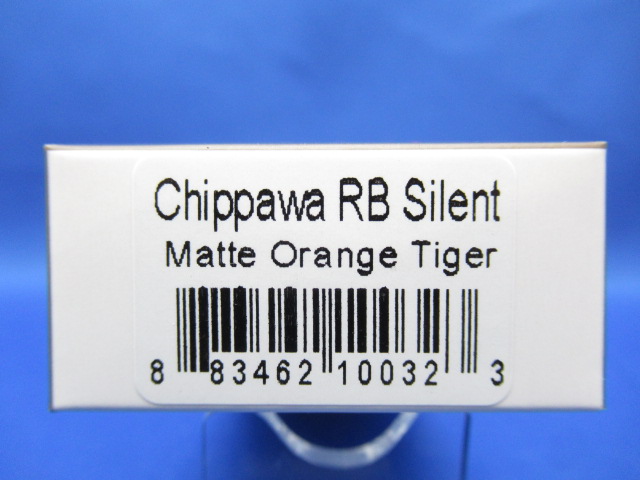 Chippawa RB Silent
Matte Orange Tiger
8 83462 10032 3